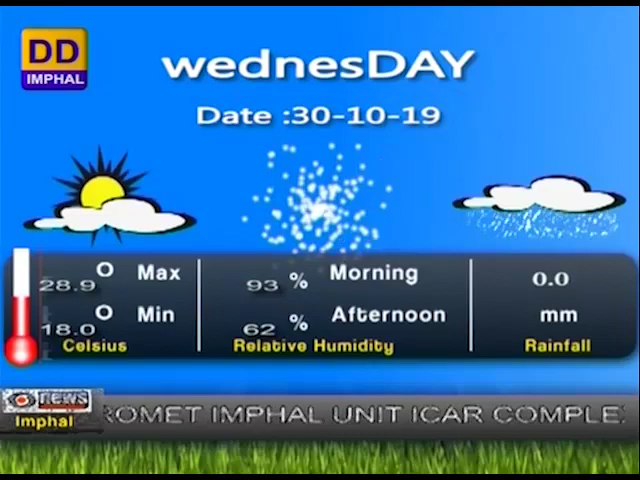 DD
IMPHAL
wednesDAY
Date :30-10-19
28.9 O Max
18.0 O Min
Celsius
93 % Morning
62 % Afternoon
Relative Humidity
0.0
mm
Rainfall
news
Imphal
ROMET IMPHAL UNIT ICAR COMPLE